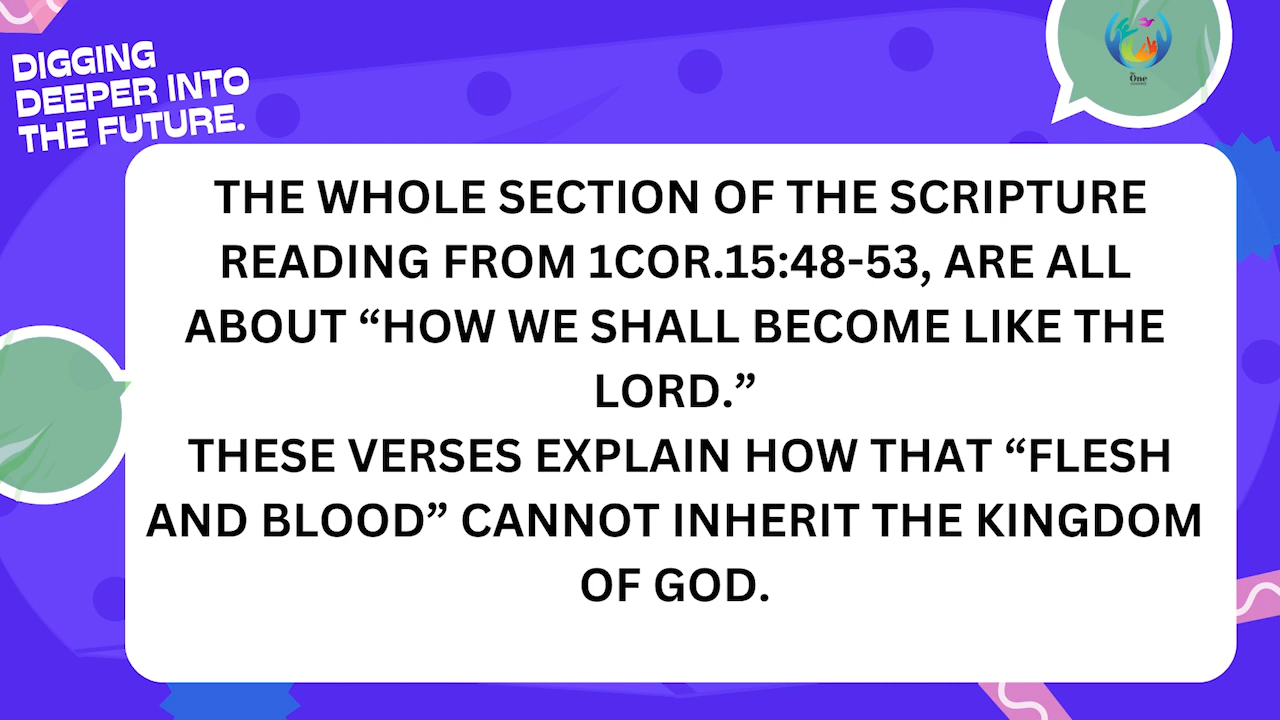 DIGGING
DEEPER INTO
THE FUTURE.
One
THE WHOLE SECTION OF THE SCRIPTURE
READING FROM 1COR.15:48-53, ARE ALL
ABOUT “HOW WE SHALL BECOME LIKE THE
LORD.”
THESE VERSES EXPLAIN HOW THAT “FLESH
AND BLOOD” CANNOT INHERIT THE KINGDOM
OF GOD.